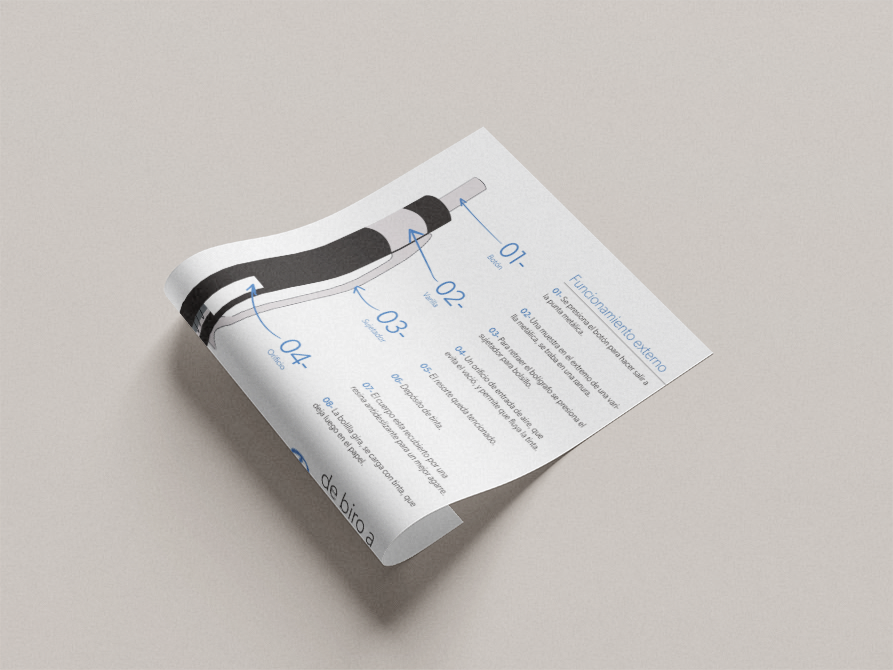 01-
Botón
02-
Varilla
03-
Sujetador
04-
Orificio
Funcionamiento externo
01- Se presiona el botón para hacer salir a
la punta metálica.
02- Una muestra en el extremo de una vari-
lla metálica, se traba en una ranura.
03- Para retraer el bolígrafo se presiona el
sujetador para bolsillo.
04- Un orificio de entrada de aire, que
evita el vació, y permite que fluya la tinta.
05- El resorte queda tencionado.
06- Depósito de tinta.
07- El cuerpo esta recubierto por una
resina antideslizante para un mejor agarre.
08- La bolilla gira, se carga con tinta, que
deja luego en el papel.
de biro a